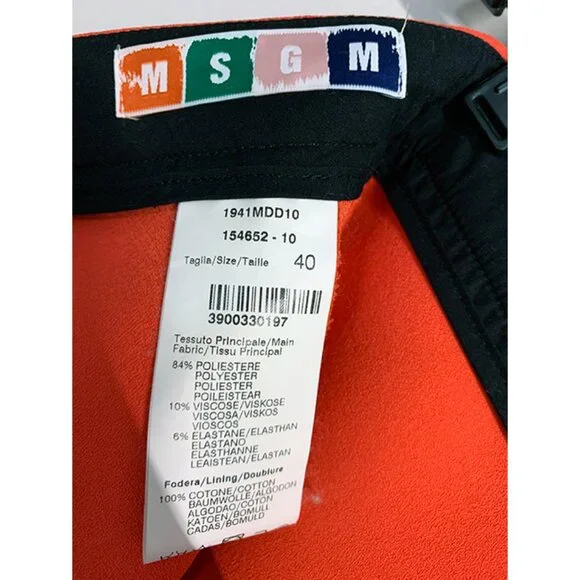 M S G M
1941MDD10
154652 - 10
Taglia/Size/Taille 40
3900330197
Tessuto Principale/Main
Fabric/Tissu Principal
84% POLIESTERE
POLYESTER
POLIESTER
POILEISTEAR
10% VISCOSE/VISKOSE
VISCOSA/VISKOS
VIOSCOS
6% ELASTANE/ELASTAN
ELASTANO
ELASTHANNE
LEAISTEAN/ELASTAN
Fodera/Lining/Doublure
100% COTONE/COTTON
BAUMWOLLE/ALGODON
ALGODAO/COTON
KATOEN/BOMULL
CADAS/BOMULD